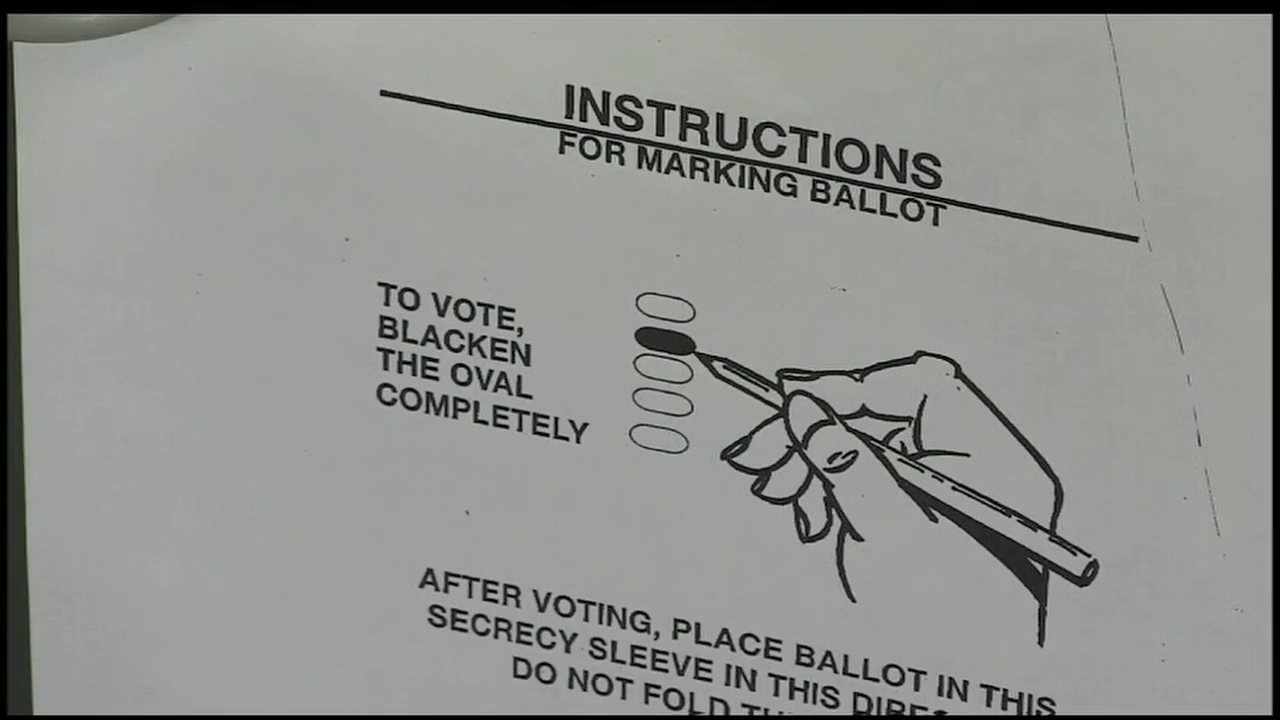 INSTRUCTIONS
FOR MARKING BALLOT
TO VOTE,
BLACKEN
THE OVAL
COMPLETELY
AFTER VOTING, PLACE BALLOT IN THIS
SECRECY SLEEVE IN THIS
DO NOT FOLD